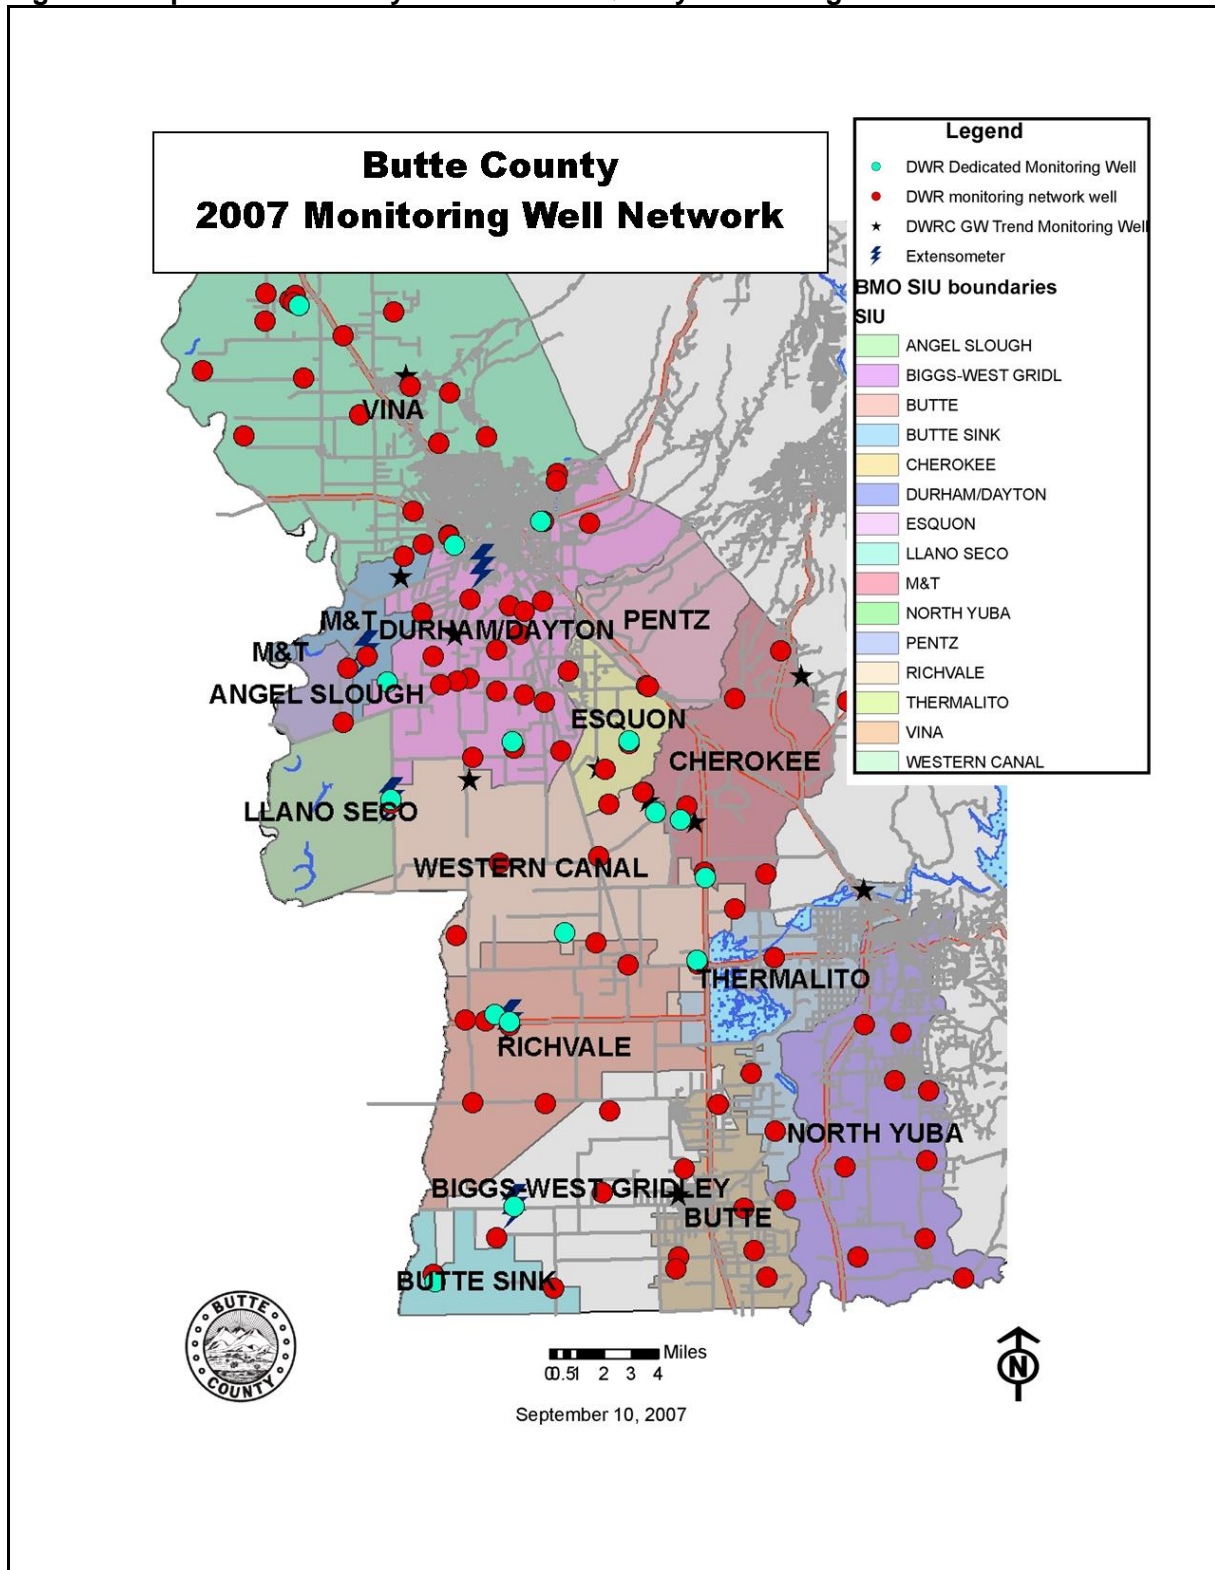 Butte County
2007 Monitoring Well Network
Legend
DWR Dedicated Monitoring Well
DWR monitoring network well
DWRC GW Trend Monitoring Well
Extensometer
BMO SIU boundaries
SIU
ANGEL SLOUGH
BIGGS-WEST GRIDL
BUTTE
BUTTE SINK
CHEROKEE
DURHAM/DAYTON
ESQUON
LLANO SECO
M&T
NORTH YUBA
PENTZ
RICHVALE
THERMALITO
VINA
WESTERN CANAL
VINA
M&T
DURHAM/DAYTON
PENTZ
M&T
ANGEL SLOUGH
ESQUON
CHEROKEE
LLANO SECO
WESTERN CANAL
THERMALITO
RICHVALE
NORTH YUBA
BIGGS-WEST GRIDLEY
BUTTE
BUTTE SINK
BUTTE
COUNTY
Miles
0 0.5 1 2 3 4
N
September 10, 2007